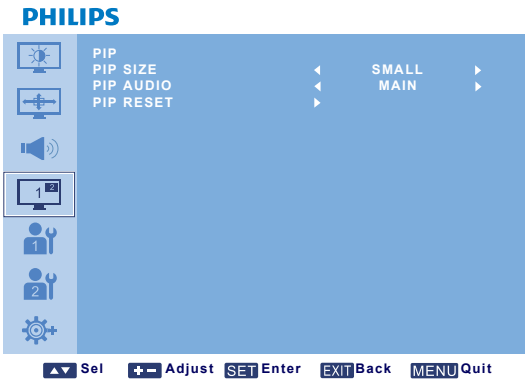 PHILIPS
PIP
PIP SIZE SMALL
PIP AUDIO MAIN
PIP RESET
1 2
1
2
Sel Adjust SET Enter EXIT Back MENU Quit